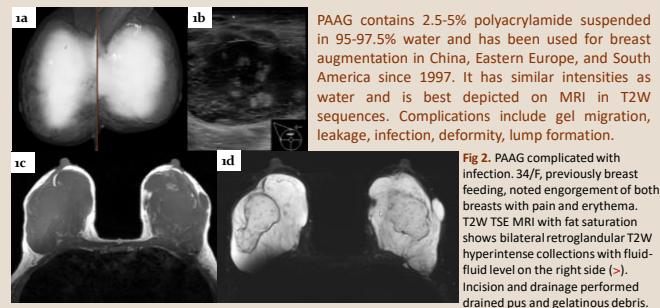 1a
1b
PAAG contains 2.5-5% polyacrylamide suspended
in 95-97.5% water and has been used for breast
augmentation in China, Eastern Europe, and South
America since 1997. It has similar intensities as
water and is best depicted on MRI in T2W
sequences. Complications include gel migration,
leakage, infection, deformity, lump formation.
1c
1d
Fig 2. PAAG complicated with
infection. 34/F, previously breast
feeding, noted engorgement of both
breasts with pain and erythema.
T2W TSE MRI with fat saturation
shows bilateral retroglandular T2W
hyperintense collections with fluid-
fluid level on the right side (>).
Incision and drainage performed
drained pus and gelatinous debris.